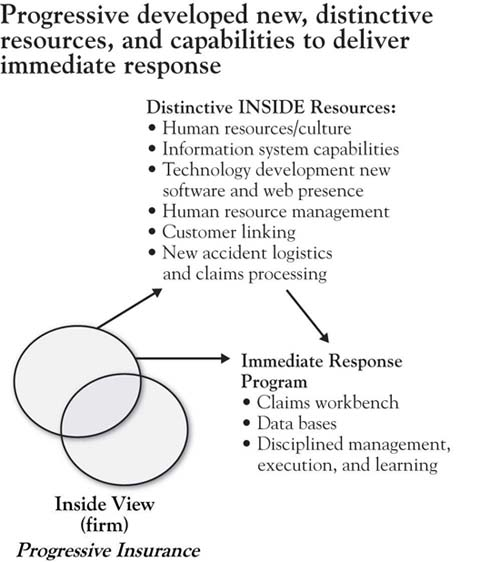 Progressive developed new, distinctive
resources, and capabilities to deliver
immediate response
Distinctive INSIDE Resources:
• Human resources/culture
• Information system capabilities
• Technology development new
software and web presence
• Human resource management
• Customer linking
• New accident logistics
and claims processing
Immediate Response
Program
• Claims workbench
• Data bases
• Disciplined management,
execution, and learning
Inside View
(firm)
Progressive Insurance